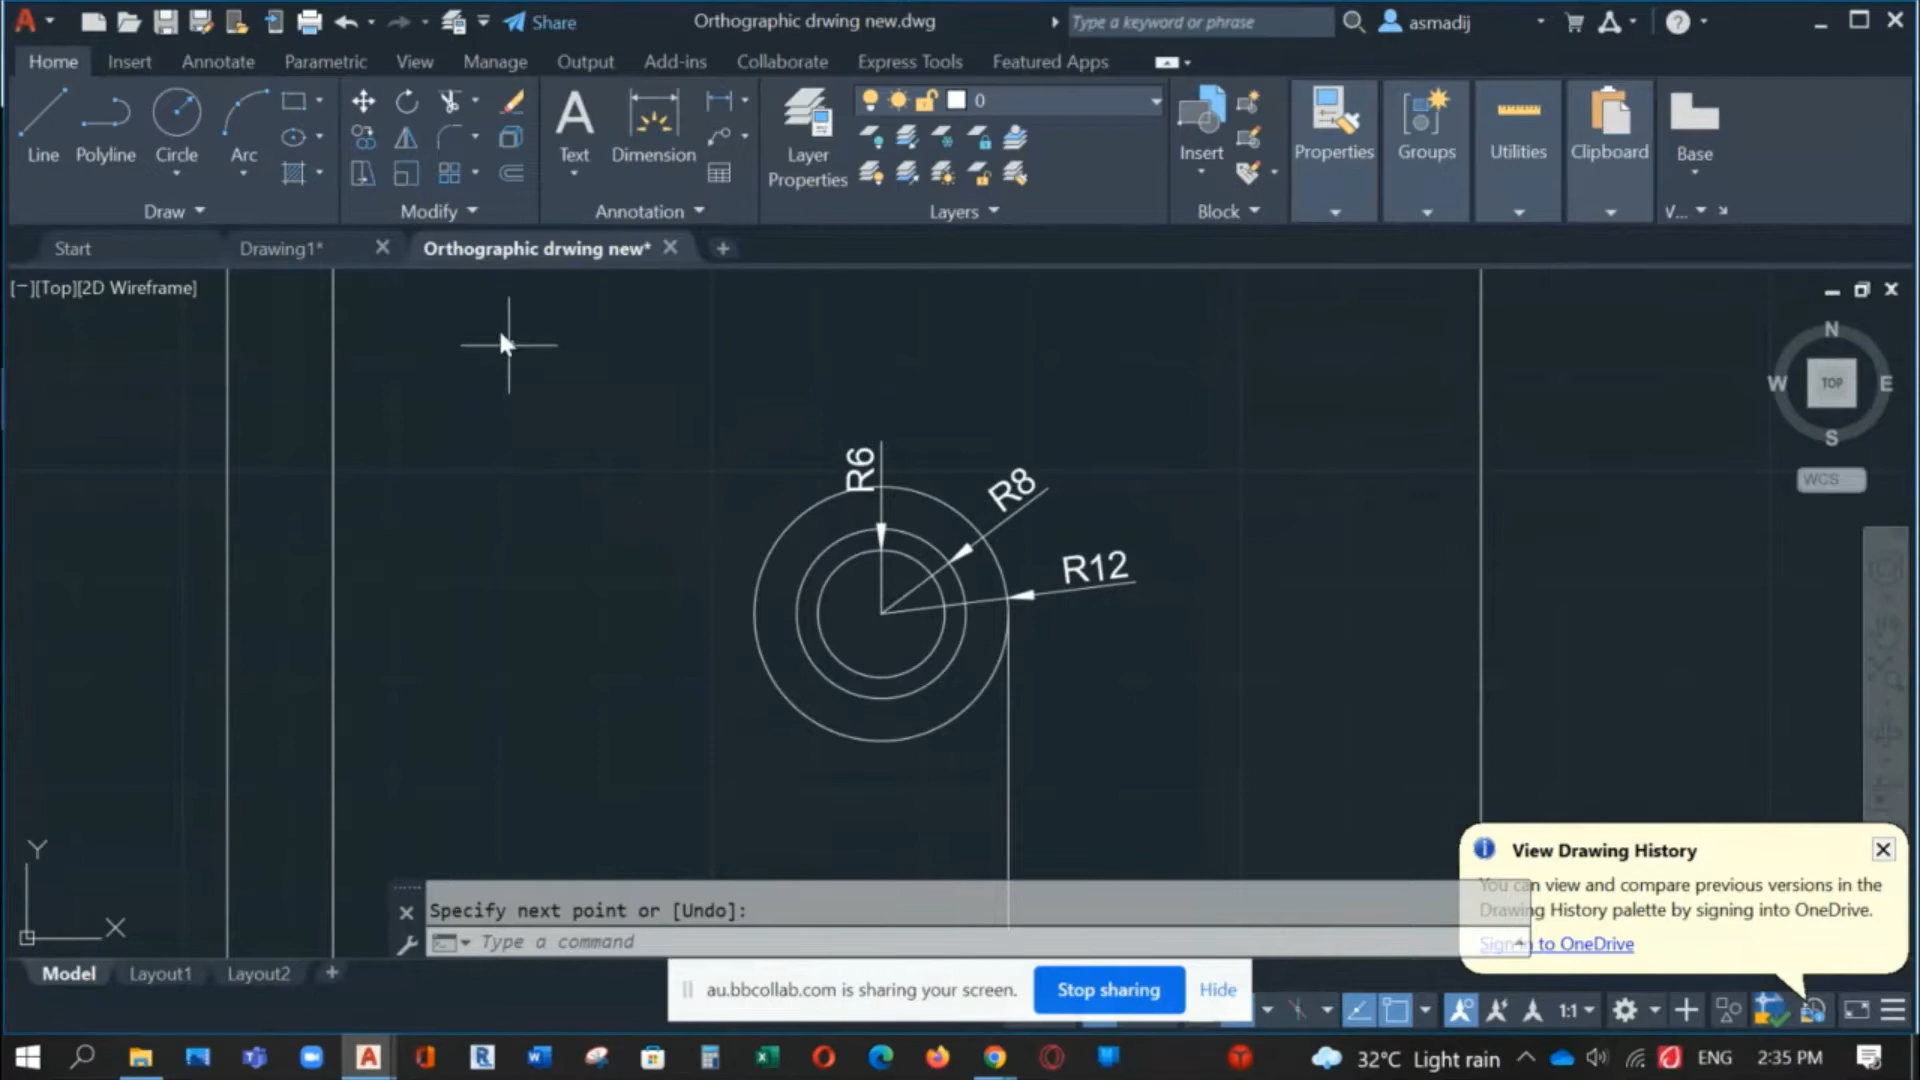 Share
Orthographic drwing new.dwg
Type a keyword or phrase
asmadij
Home Insert Annotate Parametric View Manage Output Add-ins Collaborate Express Tools Featured Apps
0
Line Polyline Circle Arc
Text Dimension
Layer Properties
Insert
Properties Groups Utilities Clipboard Base
Draw Modify Annotation Layers Block V...
Start Drawing1* Orthographic drwing new*
[−][Top][2D Wireframe]
N
W TOP E
S
WCS
R6
R8
R12
Y
X
View Drawing History
You can view and compare previous versions in the
Drawing History palette by signing into OneDrive.
Sign in to OneDrive
Specify next point or [Undo]:
Type a command
Model Layout1 Layout2
au.bbcollab.com is sharing your screen. Stop sharing Hide
1:1
32°C Light rain ENG 2:35 PM